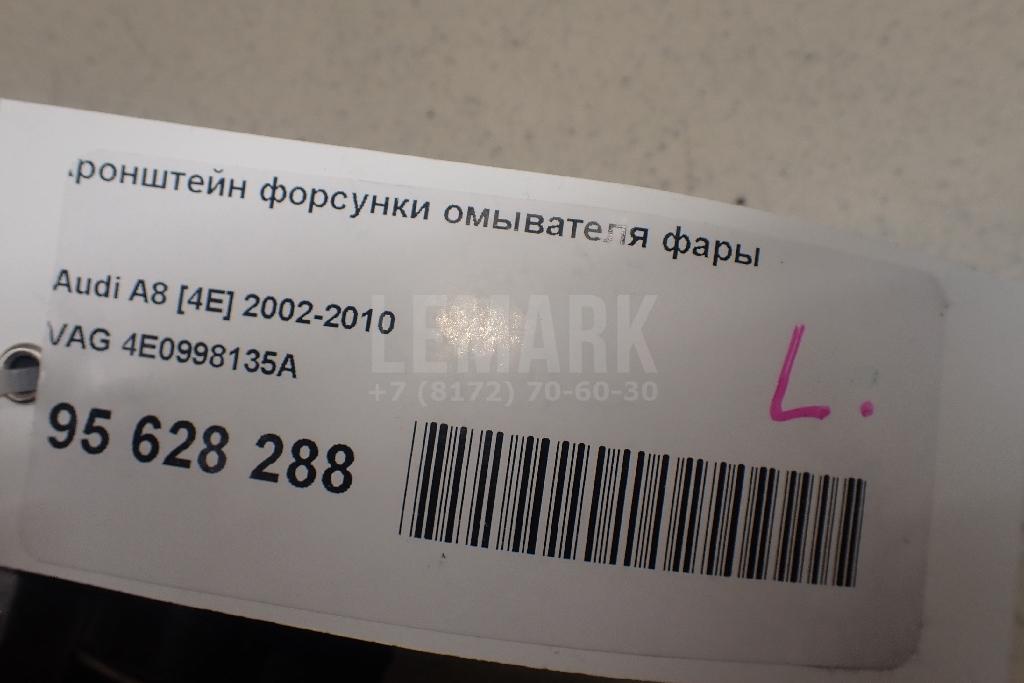 ронштейн форсунки омывателя фары
Audi A8 [4E] 2002-2010
VAG 4E0998135A
95 628 288
L.
LEMARK
+7 (8172) 70-60-30